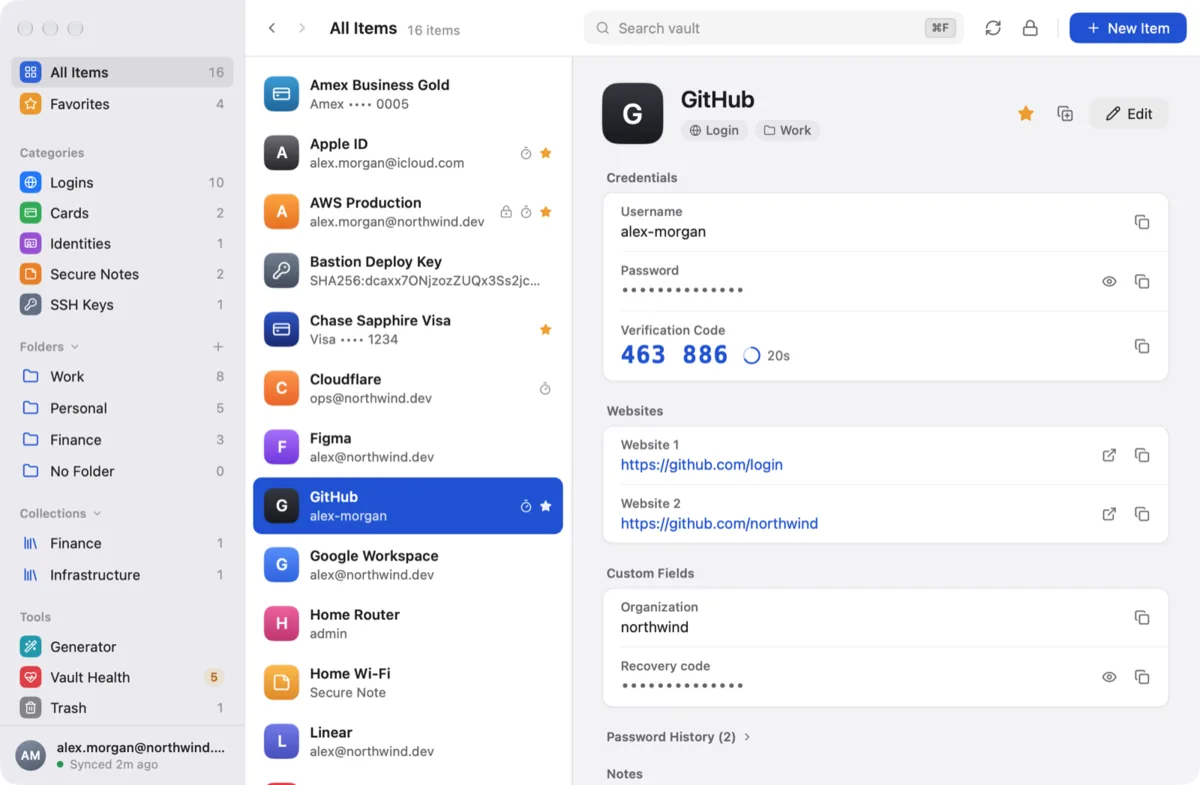 All Items 16
Favorites 4
Categories
Logins 10
Cards 2
Identities 1
Secure Notes 2
SSH Keys 1
Folders
Work 8
Personal 5
Finance 3
No Folder 0
Collections
Finance 1
Infrastructure 1
Tools
Generator
Vault Health 5
Trash 1
AM
alex.morgan@northwind....
Synced 2m ago
All Items 16 items
Search vault ⌘F
+ New Item
Amex Business Gold
Amex •••• 0005
A
Apple ID
alex.morgan@icloud.com
A
AWS Production
alex.morgan@northwind.dev
Bastion Deploy Key
SHA256:dcaxx7ONjzozZUQx3Ss2jc...
Chase Sapphire Visa
Visa •••• 1234
C
Cloudflare
ops@northwind.dev
F
Figma
alex@northwind.dev
G
GitHub
alex-morgan
G
Google Workspace
alex@northwind.dev
H
Home Router
admin
Home Wi-Fi
Secure Note
L
Linear
alex@northwind.dev
G
GitHub
Login Work
Edit
Credentials
Username
alex-morgan
Password
••••••••••••••
Verification Code
463 886 20s
Websites
Website 1
https://github.com/login
Website 2
https://github.com/northwind
Custom Fields
Organization
northwind
Recovery code
••••••••••••••
Password History (2)
Notes